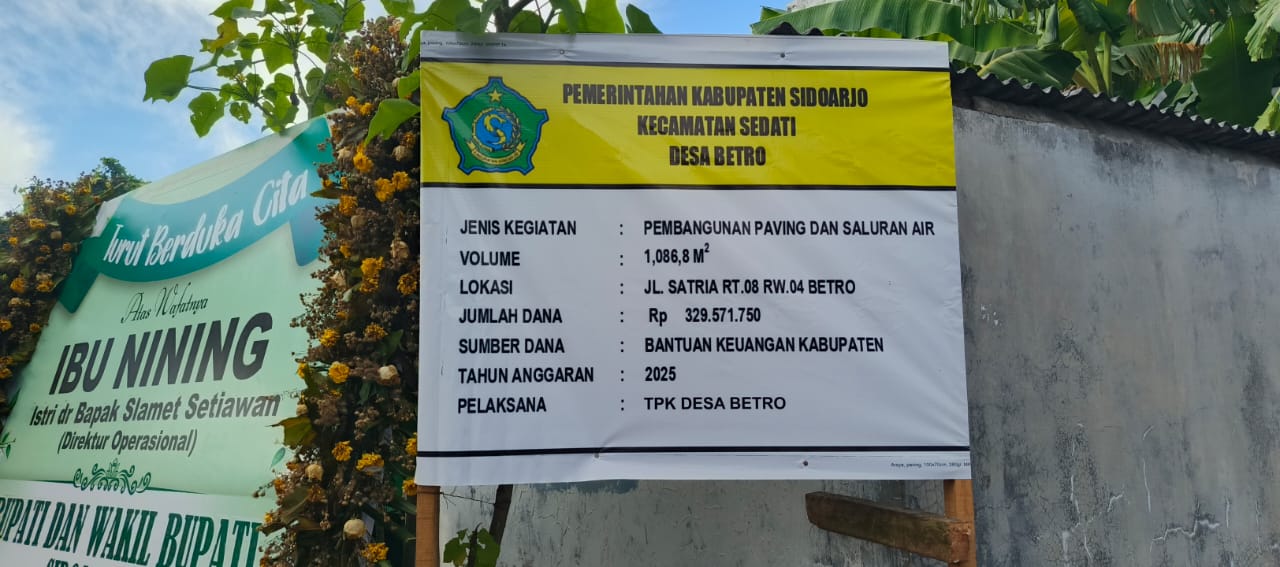 Turut Berduka Cita
Atas Wafatnya
IBU NINING
Istri dr Bapak Slamet Setiawan
(Direktur Operasional)
BUPATI DAN WAKIL BUPATI
PEMERINTAHAN KABUPATEN SIDOARJO
KECAMATAN SEDATI
DESA BETRO
JENIS KEGIATAN : PEMBANGUNAN PAVING DAN SALURAN AIR
VOLUME : 1,086,8 M²
LOKASI : JL. SATRIA RT.08 RW.04 BETRO
JUMLAH DANA : Rp 329.571.750
SUMBER DANA : BANTUAN KEUANGAN KABUPATEN
TAHUN ANGGARAN : 2025
PELAKSANA : TPK DESA BETRO